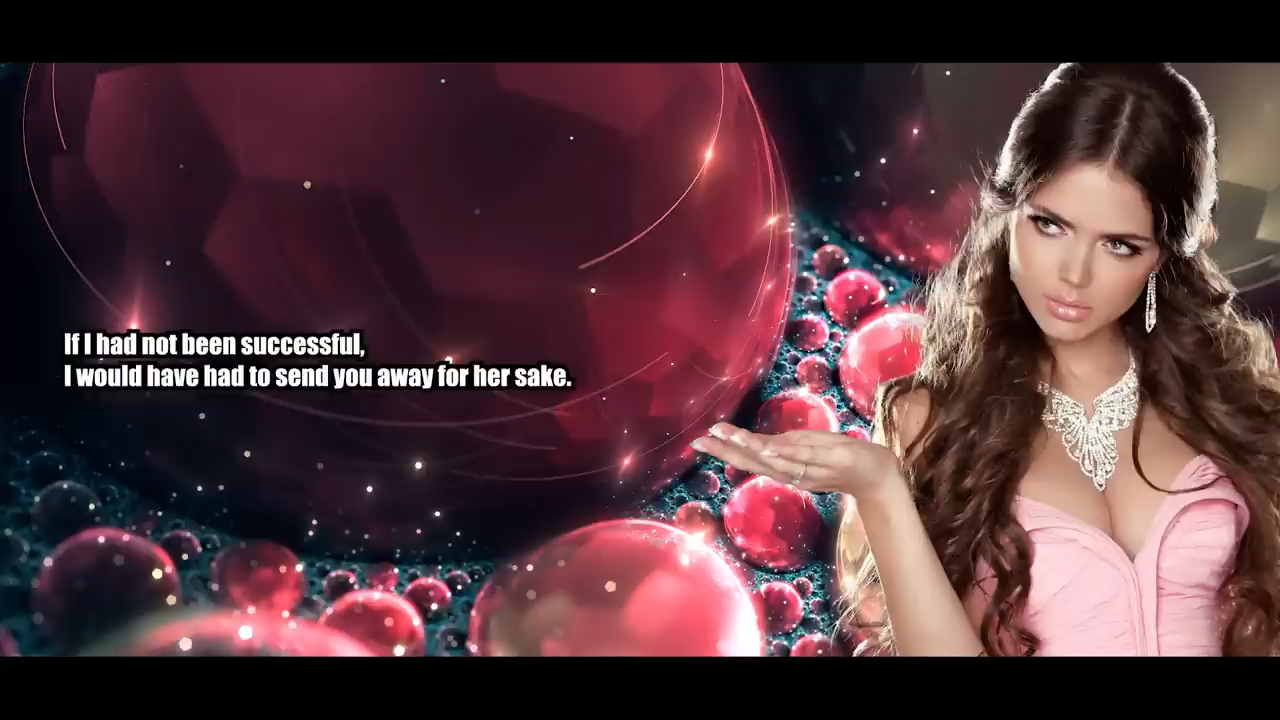 If I had not been successful,
I would have had to send you away for her sake.